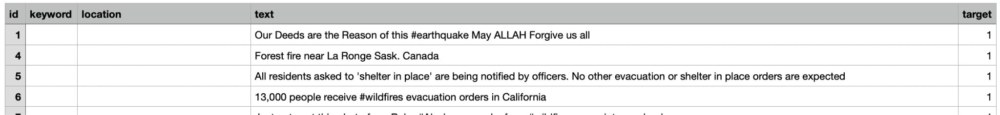 id keyword location text target
1 Our Deeds are the Reason of this #earthquake May ALLAH Forgive us all 1
4 Forest fire near La Ronge Sask. Canada 1
5 All residents asked to 'shelter in place' are being notified by officers. No other evacuation or shelter in place orders are expected 1
6 13,000 people receive #wildfires evacuation orders in California 1